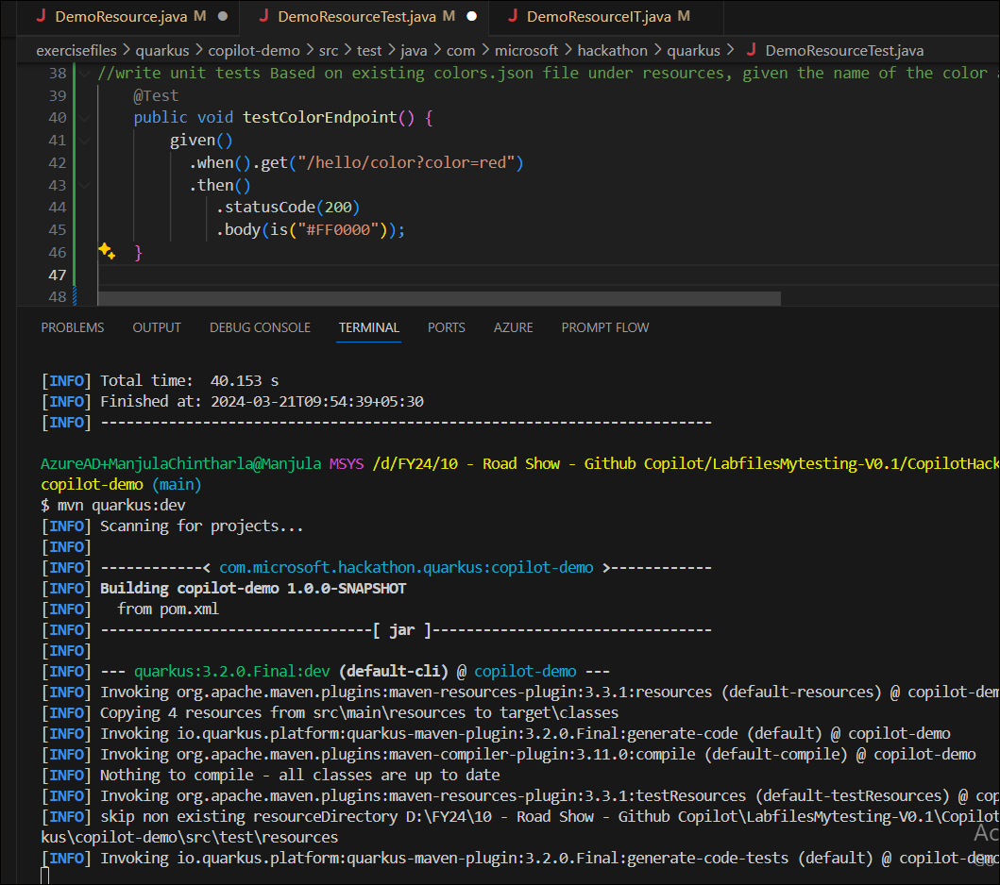 DemoResource.java M
DemoResourceTest.java M
DemoResourceIT.java M
exercisefiles > quarkus > copilot-demo > src > test > java > com > microsoft > hackathon > quarkus > DemoResourceTest.java
38 //write unit tests Based on existing colors.json file under resources, given the name of the color
39 @Test
40 public void testColorEndpoint() {
41 given()
42 .when().get("/hello/color?color=red")
43 .then()
44 .statusCode(200)
45 .body(is("#FF0000"));
46 }
47
48
PROBLEMS OUTPUT DEBUG CONSOLE TERMINAL PORTS AZURE PROMPT FLOW
[INFO] Total time:  40.153 s
[INFO] Finished at: 2024-03-21T09:54:39+05:30
[INFO] ------------------------------------------------------------------------
AzureAD+ManjulaChintharla@Manjula MSYS /d/FY24/10 - Road Show - Github Copilot/LabfilesMytesting-V0.1/CopilotHack
copilot-demo (main)
$ mvn quarkus:dev
[INFO] Scanning for projects...
[INFO]
[INFO] ------------< com.microsoft.hackathon.quarkus:copilot-demo >------------
[INFO] Building copilot-demo 1.0.0-SNAPSHOT
[INFO]   from pom.xml
[INFO] --------------------------------[ jar ]---------------------------------
[INFO]
[INFO] --- quarkus:3.2.0.Final:dev (default-cli) @ copilot-demo ---
[INFO] Invoking org.apache.maven.plugins:maven-resources-plugin:3.3.1:resources (default-resources) @ copilot-dem
[INFO] Copying 4 resources from src\main\resources to target\classes
[INFO] Invoking io.quarkus.platform:quarkus-maven-plugin:3.2.0.Final:generate-code (default) @ copilot-demo
[INFO] Invoking org.apache.maven.plugins:maven-compiler-plugin:3.11.0:compile (default-compile) @ copilot-demo
[INFO] Nothing to compile - all classes are up to date
[INFO] Invoking org.apache.maven.plugins:maven-resources-plugin:3.3.1:testResources (default-testResources) @ cop
[INFO] skip non existing resourceDirectory D:\FY24\10 - Road Show - Github Copilot\LabfilesMytesting-V0.1\Copilot
kus\copilot-demo\src\test\resources
[INFO] Invoking io.quarkus.platform:quarkus-maven-plugin:3.2.0.Final:generate-code-tests (default) @ copilot-demo